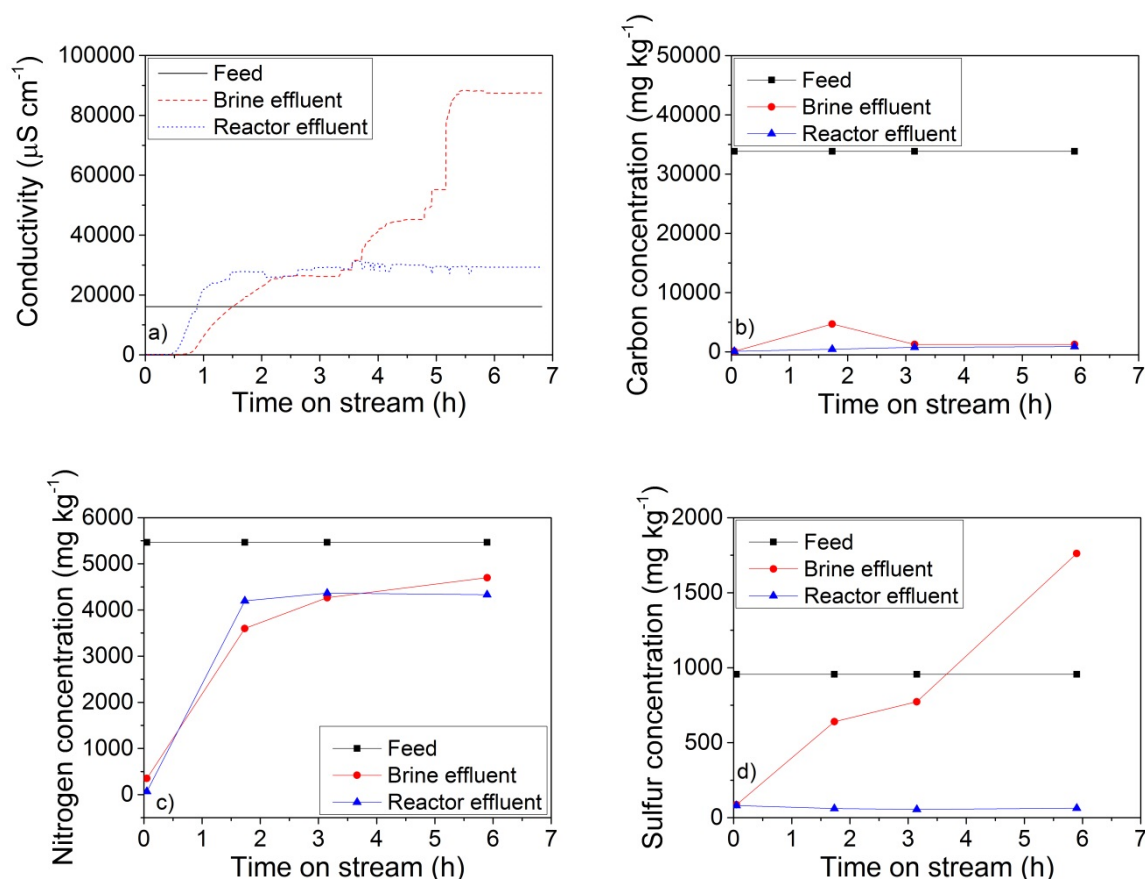 100000
80000
60000
40000
20000
0
Conductivity (µS cm⁻¹)
Feed
Brine effluent
Reactor effluent
a)
0 1 2 3 4 5 6 7
Time on stream (h)
50000
40000
30000
20000
10000
0
Carbon concentration (mg kg⁻¹)
Feed
Brine effluent
Reactor effluent
b)
0 1 2 3 4 5 6 7
Time on stream (h)
6000
5000
4000
3000
2000
1000
0
Nitrogen concentration (mg kg⁻¹)
Feed
Brine effluent
Reactor effluent
c)
0 1 2 3 4 5 6 7
Time on stream (h)
2000
1500
1000
500
0
Sulfur concentration (mg kg⁻¹)
Feed
Brine effluent
Reactor effluent
d)
0 1 2 3 4 5 6 7
Time on stream (h)